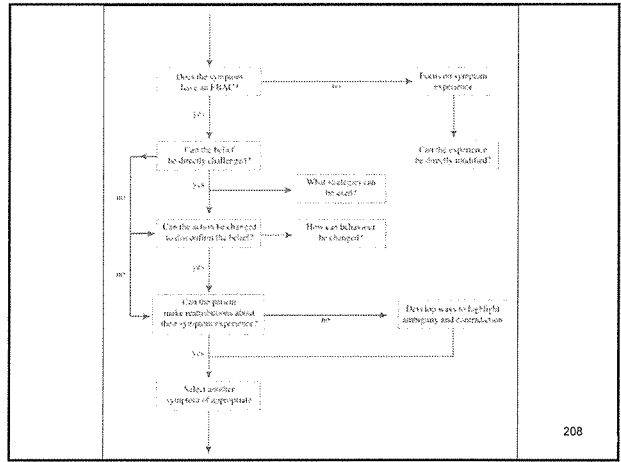 Does the symptom
have an EBAC?
no
Focus on symptom
experience
yes
Can the belief
be directly challenged?
Can the experience
be directly modified?
yes
What strategies can
be used?
no
Can the action be changed
to disconfirm the belief?
How can behaviour
be changed?
yes
no
Can the patient
make reattributions about
their symptom experience?
no
Develop ways to highlight
ambiguity and contradiction
yes
Select another
symptom if appropriate
208